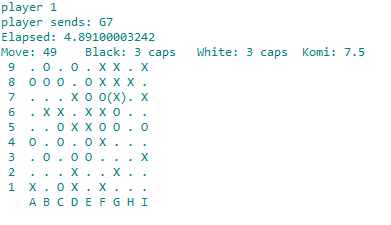 player 1
player sends: G7
Elapsed: 4.89100003242
Move: 49    Black: 3 caps   White: 3 caps  Komi: 7.5
 9  . O . O . X X . X
 8  O O O . O X X X .
 7  . . . X O O(X). X
 6  . X X . X X O . .
 5  . . O X X O O . O
 4  O . O . O X . . .
 3  . O . O O . . . X
 2  . . . X . . X . .
 1  X . O X . X . . .
    A B C D E F G H I